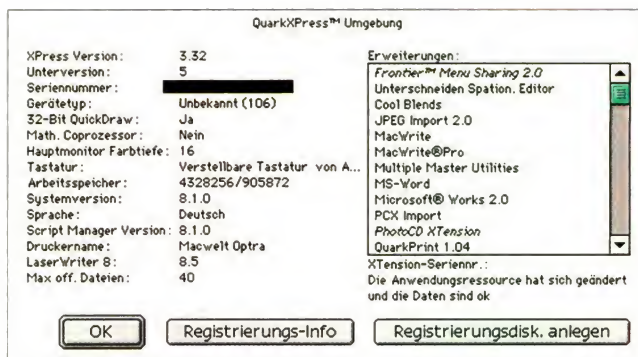 QuarkXPress™ Umgebung
XPress Version: 3.32
Unterversion: 5
Seriennummer:
Gerätetyp: Unbekannt (106)
32-Bit QuickDraw: Ja
Math. Coprozessor: Nein
Hauptmonitor Farbtiefe: 16
Tastatur: Verstellbare Tastatur von A...
Arbeitsspeicher: 4328256/905872
Systemversion: 8.1.0
Sprache: Deutsch
Script Manager Version: 8.1.0
Druckername: Macwelt Optra
LaserWriter 8: 8.5
Max off. Dateien: 40
Erweiterungen:
Frontier™ Menu Sharing 2.0
Unterschneiden Spation. Editor
Cool Blends
JPEG Import 2.0
MacWrite
MacWrite®Pro
Multiple Master Utilities
MS-Word
Microsoft® Works 2.0
PCX Import
PhotoCD XTension
QuarkPrint 1.04
XTension-Seriennr.:
Die Anwendungsressource hat sich geändert
und die Daten sind ok
OK
Registrierungs-Info
Registrierungsdisk. anlegen